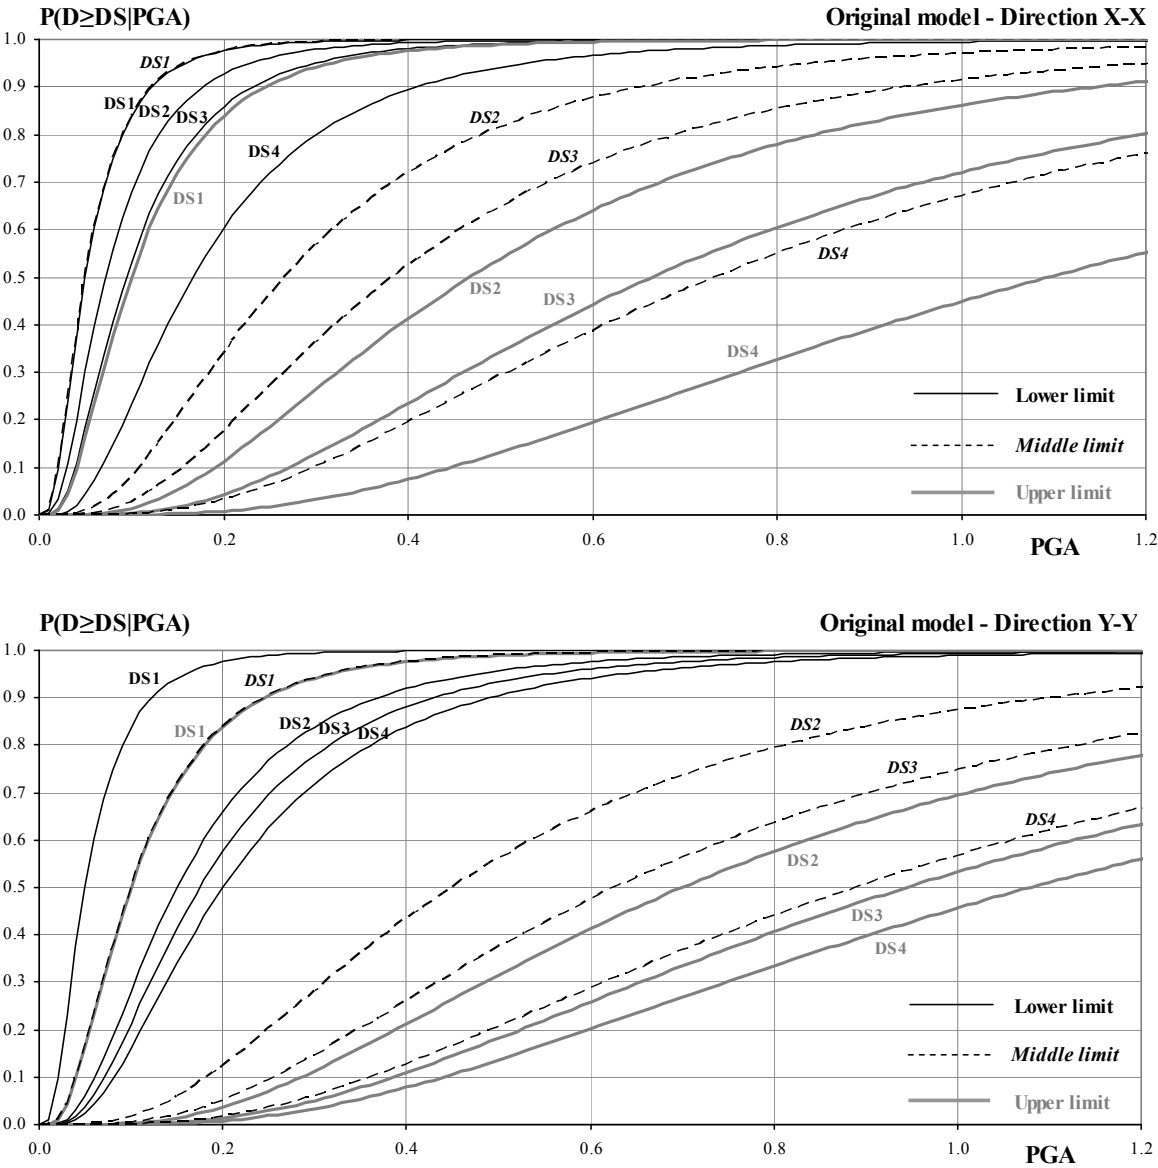 P(D≥DS|PGA) Original model - Direction X-X
1.0
DS1
0.9
DS1 DS2 DS3
DS2
0.8
DS4 DS3
0.7
DS1
0.6
DS4
0.5
DS2 DS3
0.4
DS4
0.3
Lower limit
0.2
Middle limit
0.1
Upper limit
0.0
0.0 0.2 0.4 0.6 0.8 1.0 1.2
PGA
P(D≥DS|PGA) Original model - Direction Y-Y
1.0
DS1 DS1
0.9
DS1 DS2 DS3 DS4 DS2
0.8
DS3
0.7
DS4
0.6
DS2
0.5
DS3
0.4
DS4
0.3
Lower limit
0.2
Middle limit
0.1
Upper limit
0.0
0.0 0.2 0.4 0.6 0.8 1.0 1.2
PGA